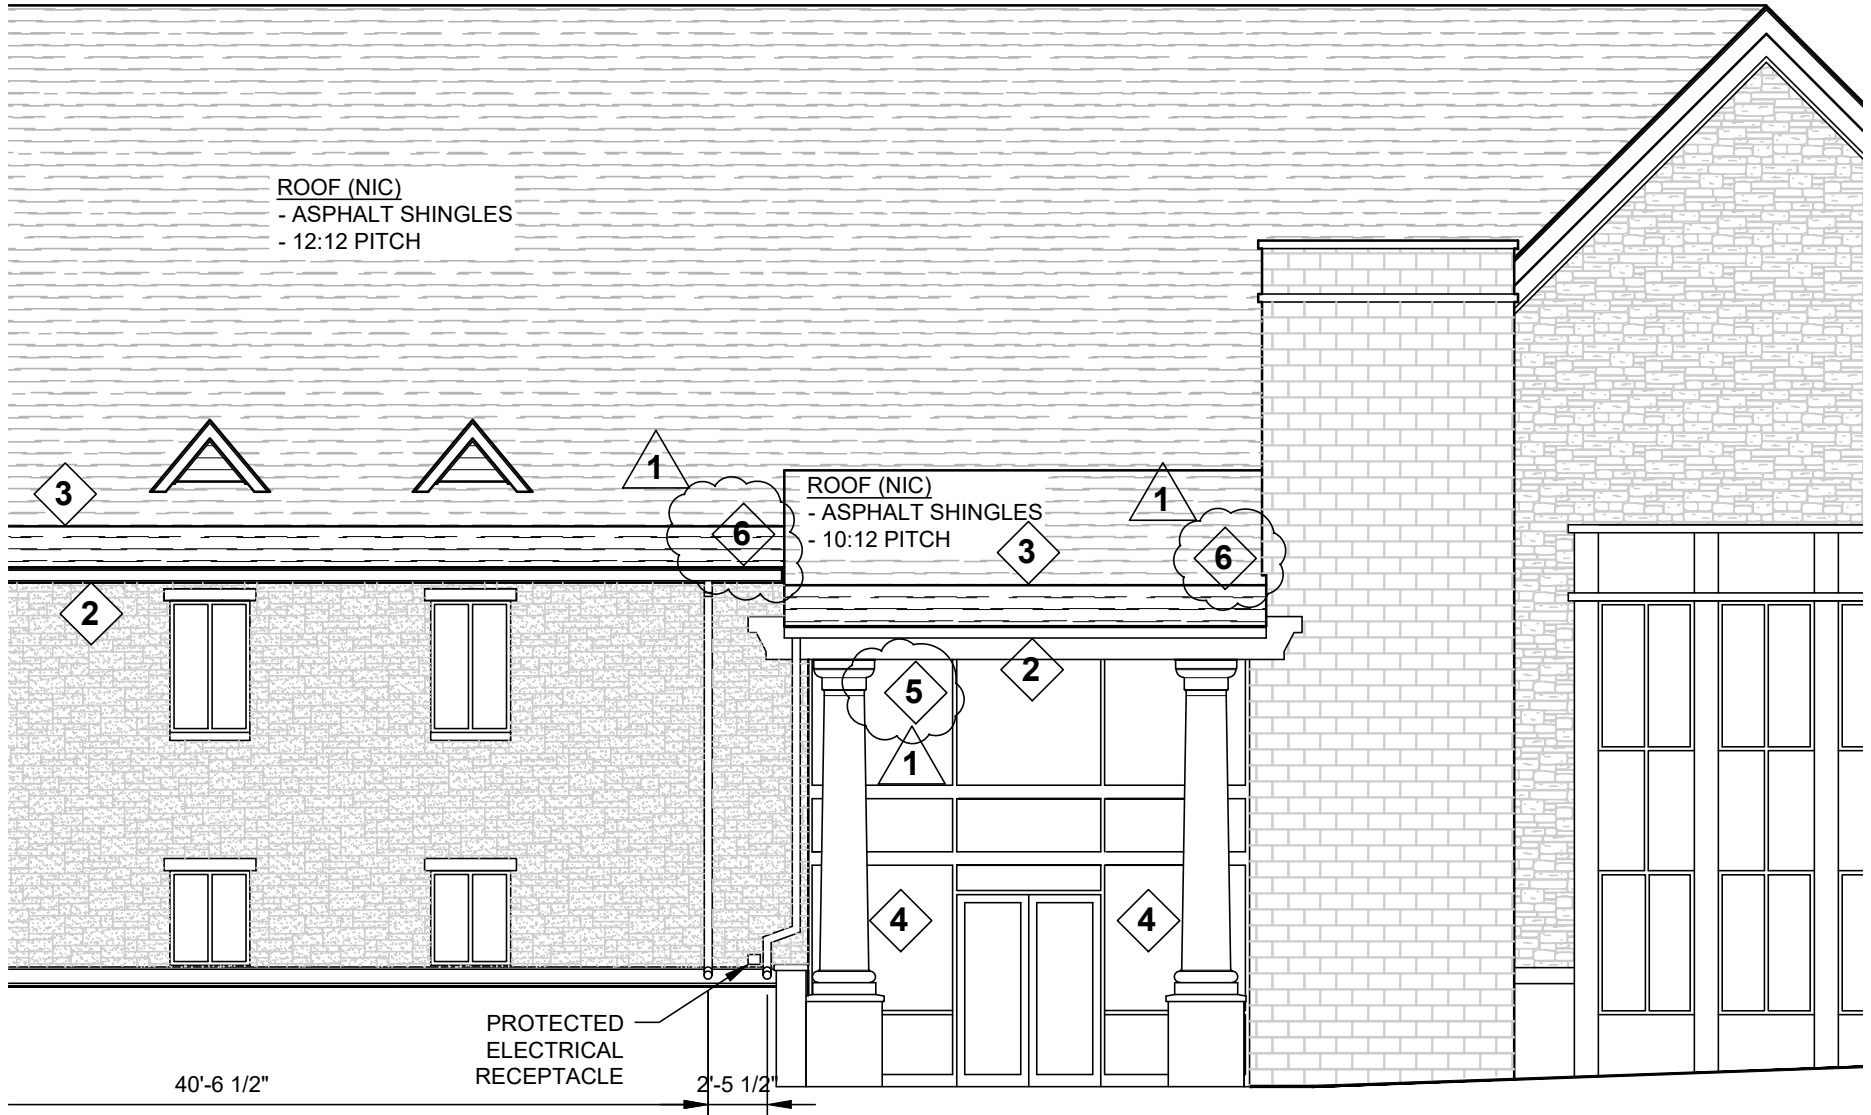 ROOF (NIC)
- ASPHALT SHINGLES
- 12:12 PITCH
1
3
ROOF (NIC)
- ASPHALT SHINGLES
- 10:12 PITCH
1
6
3
6
2
2
5
1
4
4
PROTECTED
ELECTRICAL
RECEPTACLE
40'-6 1/2"
2'-5 1/2"